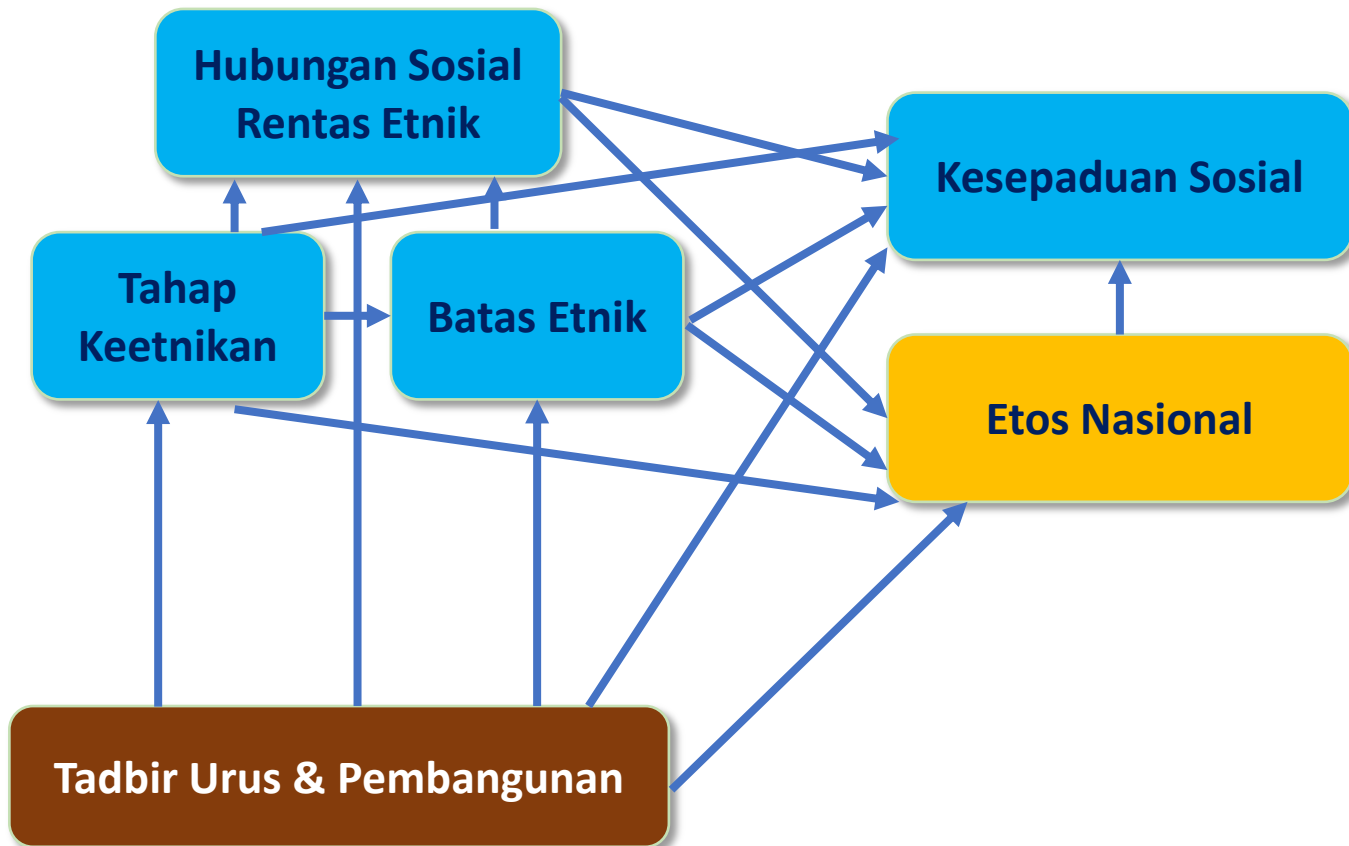 Hubungan Sosial
Rentas Etnik
Kesepaduan Sosial
Tahap
Keetnikan
Batas Etnik
Etos Nasional
Tadbir Urus & Pembangunan